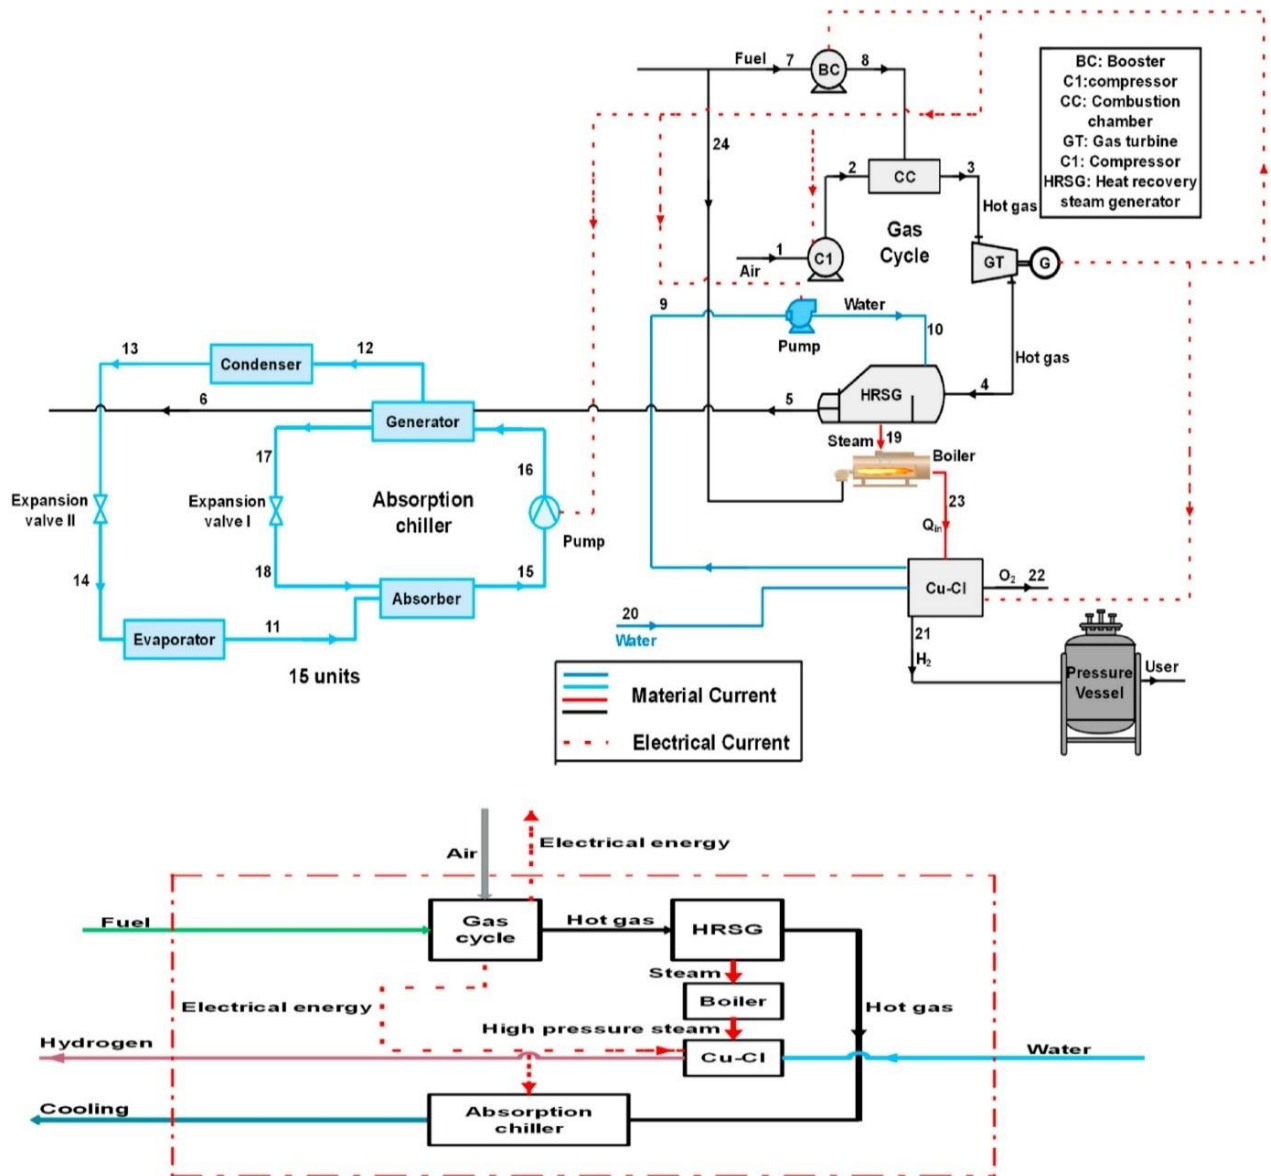 Fuel 7 BC 8
BC: Booster
C1:compressor
CC: Combustion
chamber
GT: Gas turbine
C1: Compressor
HRSG: Heat recovery
steam generator
24
2 CC 3
Hot gas
Gas
Cycle
1
Air
C1
GT G
9 Water
10
Pump
Hot gas
13 12
Condenser
6 5 HRSG 4
Generator
Steam 19
Boiler
17 16
23
Expansion
valve II
Expansion
valve I
Absorption
chiller
Pump
Qin
14 18 15
Absorber
Cu-Cl
O2 22
20
Water
11
Evaporator
21
H2
15 units
Pressure
Vessel
User
Material Current
Electrical Current
Air
Electrical energy
Fuel
Gas
cycle
Hot gas
HRSG
Steam
Boiler
Electrical energy
Hot gas
High pressure steam
Hydrogen
Cu-Cl
Water
Cooling
Absorption
chiller